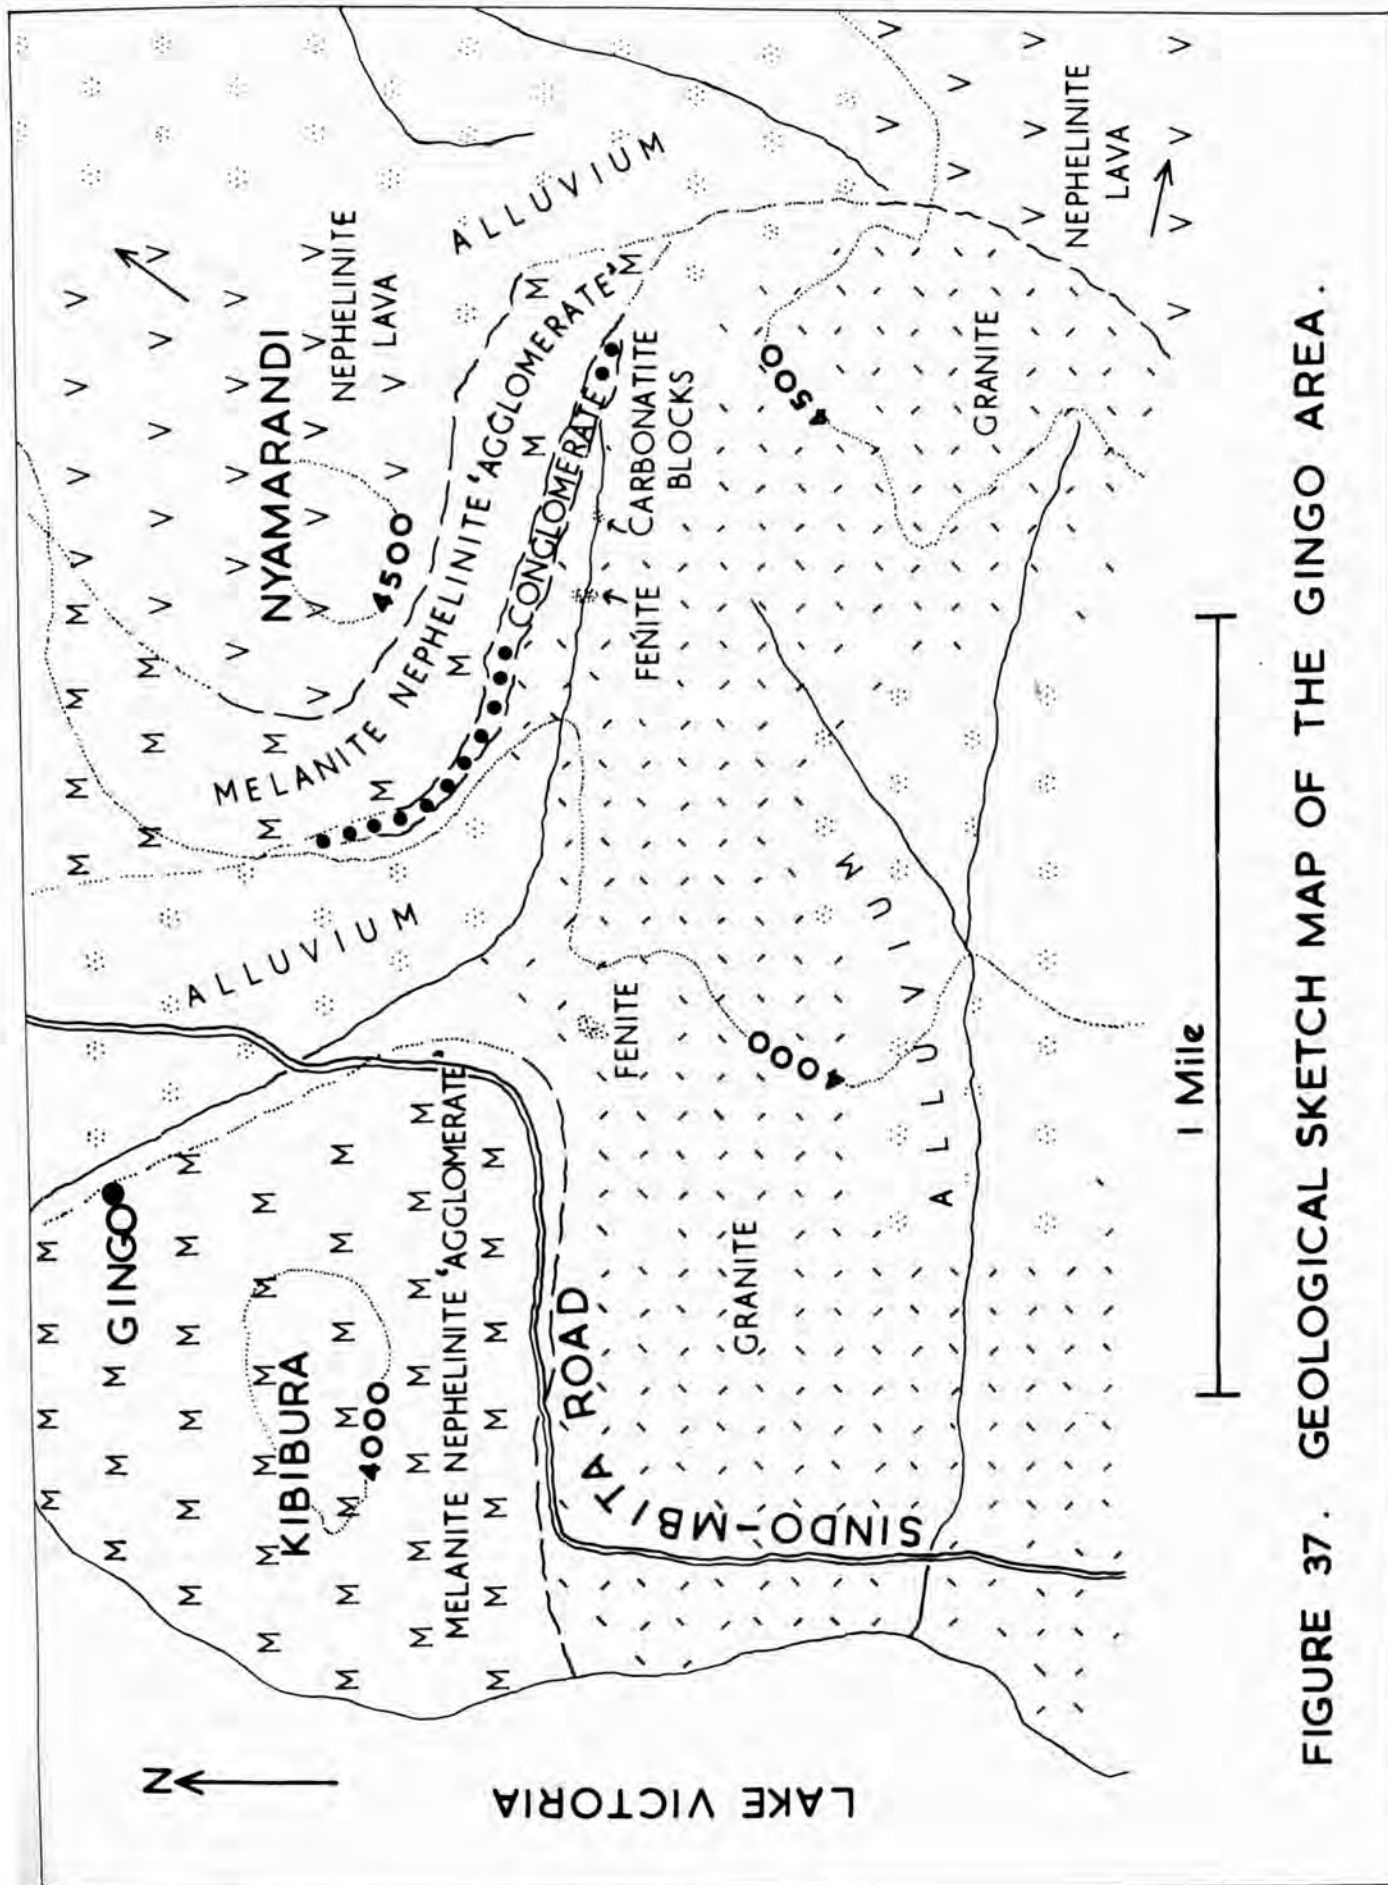 N
LAKE VICTORIA
GINGO
KIBIBURA
4000
MELANITE NEPHELINITE 'AGGLOMERATE'
SINDO-MBITA ROAD
ALLUVIUM
NYAMARANDI
4500
NEPHELINITE
LAVA
MELANITE NEPHELINITE 'AGGLOMERATE'
CONGLOMERATE
ALLUVIUM
FENITE
FENITE
CARBONATITE
BLOCKS
GRANITE
4000
ALLUVIUM
4500
GRANITE
NEPHELINITE
LAVA
1 Mile
FIGURE 37. GEOLOGICAL SKETCH MAP OF THE GINGO AREA.